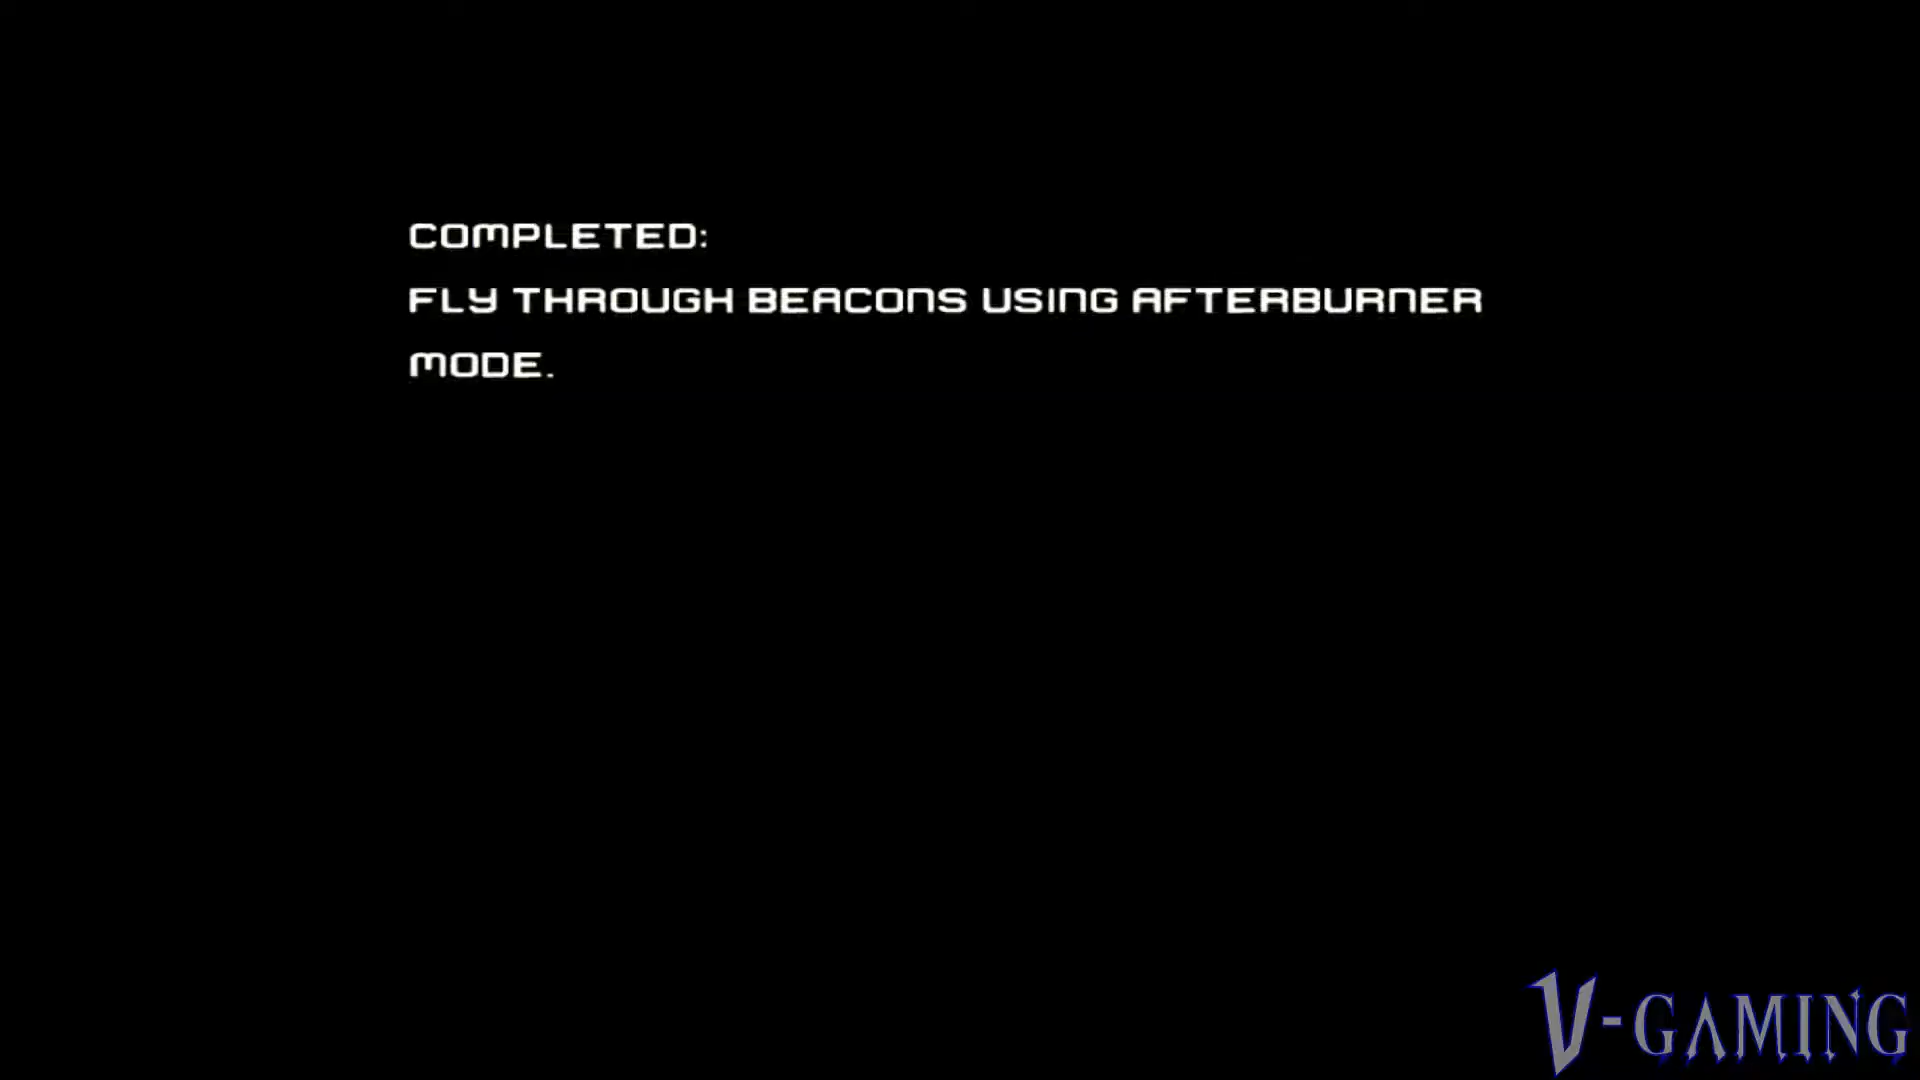 COMPLETED:
FLY THROUGH BEACONS USING AFTERBURNER
MODE.
V-GAMING